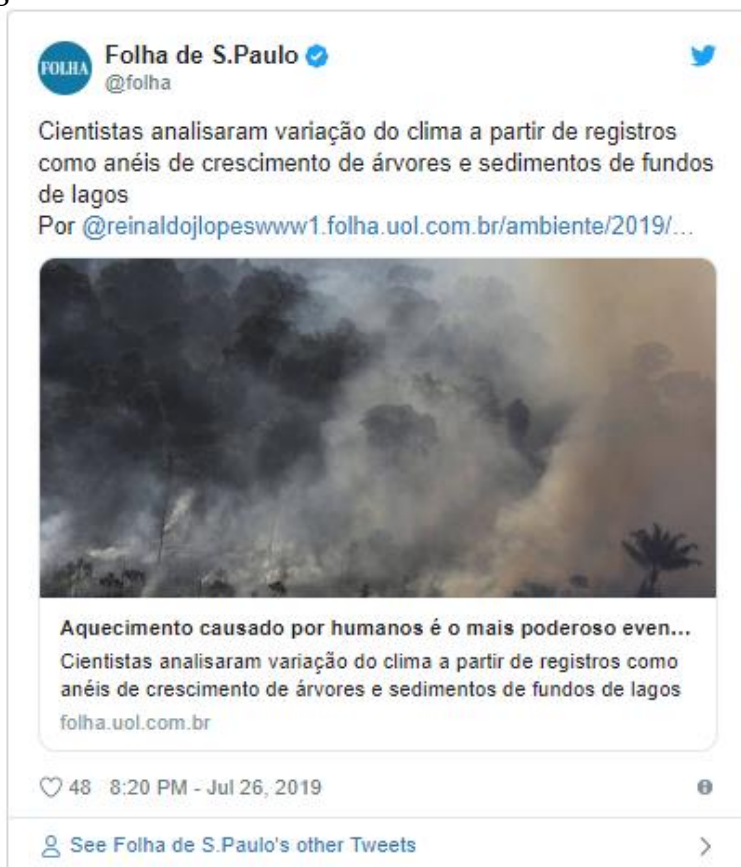 Folha de S.Paulo
FOLHA
@folha
Cientistas analisaram variação do clima a partir de registros
como anéis de crescimento de árvores e sedimentos de fundos
de lagos
Por @reinaldojlopeswww1.folha.uol.com.br/ambiente/2019/…
Aquecimento causado por humanos é o mais poderoso even...
Cientistas analisaram variação do clima a partir de registros como
anéis de crescimento de árvores e sedimentos de fundos de lagos
folha.uol.com.br
48 8:20 PM - Jul 26, 2019
See Folha de S.Paulo's other Tweets